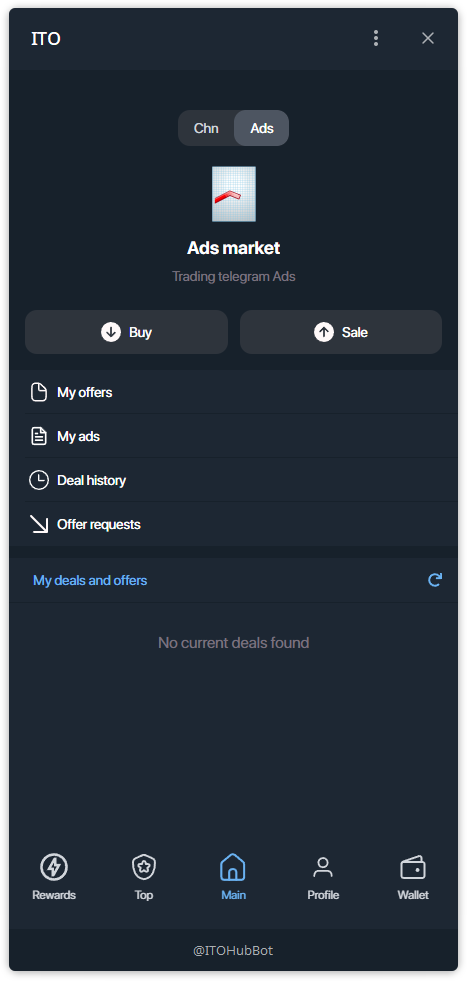 ITO
Chn Ads
Ads market
Trading telegram Ads
Buy Sale
My offers
My ads
Deal history
Offer requests
My deals and offers
No current deals found
Rewards Top Main Profile Wallet
@ITOHubBot